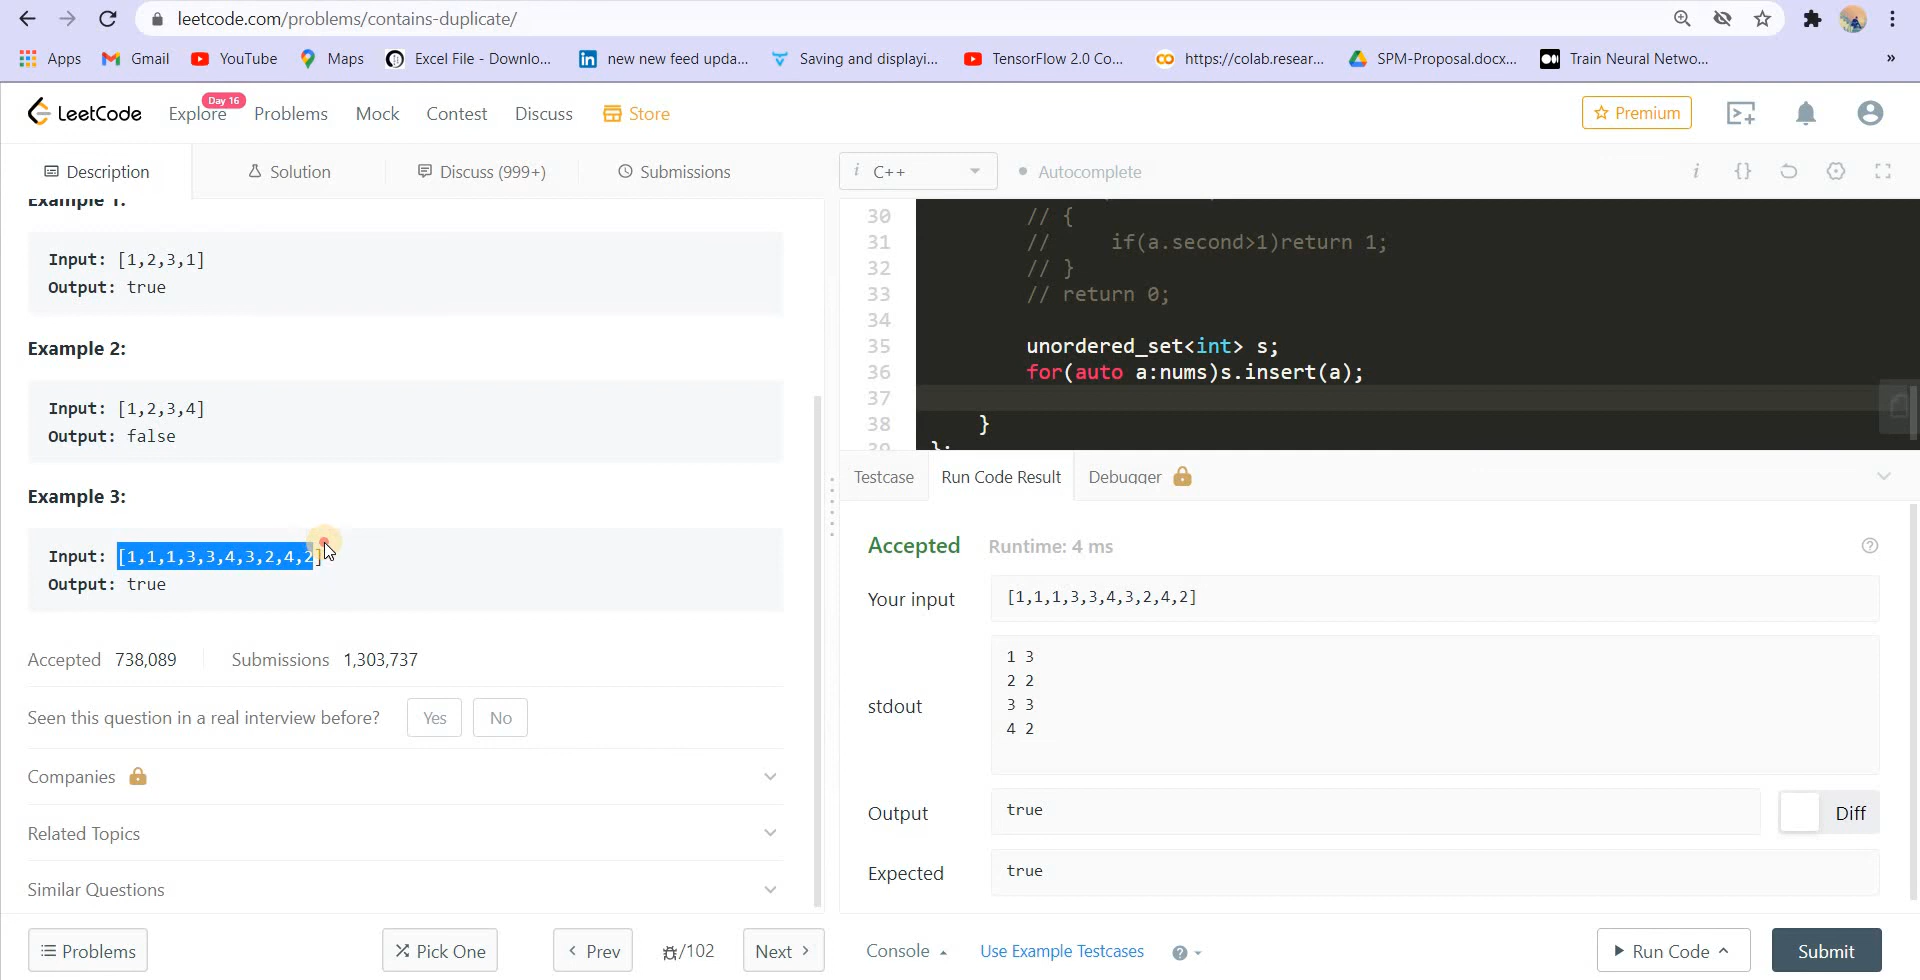 leetcode.com/problems/contains-duplicate/
Apps Gmail YouTube Maps Excel File - Downlo... new new feed upda... Saving and displayi... TensorFlow 2.0 Co... https://colab.resear... SPM-Proposal.docx... Train Neural Netwo... »
LeetCode Explore Day 16 Problems Mock Contest Discuss Store Premium
Description Solution Discuss (999+) Submissions
Example 1:
Input: [1,2,3,1]
Output: true
Example 2:
Input: [1,2,3,4]
Output: false
Example 3:
Input: [1,1,1,3,3,4,3,2,4,2]
Output: true
Accepted 738,089 Submissions 1,303,737
Seen this question in a real interview before? Yes No
Companies
Related Topics
Similar Questions
Problems Pick One < Prev /102 Next >
i C++ Autocomplete i {}
30 // {
31 // if(a.second>1)return 1;
32 // }
33 // return 0;
34
35 unordered_set<int> s;
36 for(auto a:nums)s.insert(a);
37
38 }
39 };
Testcase Run Code Result Debugger
Accepted Runtime: 4 ms ?
Your input [1,1,1,3,3,4,3,2,4,2]
stdout
1 3
2 2
3 3
4 2
Output true Diff
Expected true
Console Use Example Testcases ? Run Code Submit